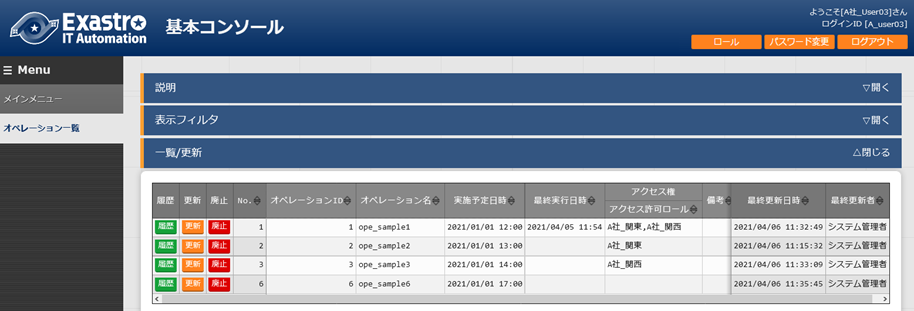 Exastro
IT Automation
基本コンソール
ようこそ[A社_User03]さん
ログインID [A_user03]
ロール パスワード変更 ログアウト
Menu
メインメニュー
オペレーション一覧
説明 ▽開く
表示フィルタ ▽開く
一覧/更新 △閉じる
履歴 更新 廃止 No. オペレーションID オペレーション名 実施予定日時 最終実行日時 アクセス権 備考 最終更新日時 最終更新者
アクセス許可ロール
履歴 更新 廃止 1 1 ope_sample1 2021/01/01 12:00 2021/04/05 11:54 A社_関東,A社_関西 2021/04/06 11:32:49 システム管理者
履歴 更新 廃止 2 2 ope_sample2 2021/01/01 13:00 A社_関東 2021/04/06 11:15:32 システム管理者
履歴 更新 廃止 3 3 ope_sample3 2021/01/01 14:00 A社_関西 2021/04/06 11:33:09 システム管理者
履歴 更新 廃止 6 6 ope_sample6 2021/01/01 17:00 2021/04/06 11:35:45 システム管理者